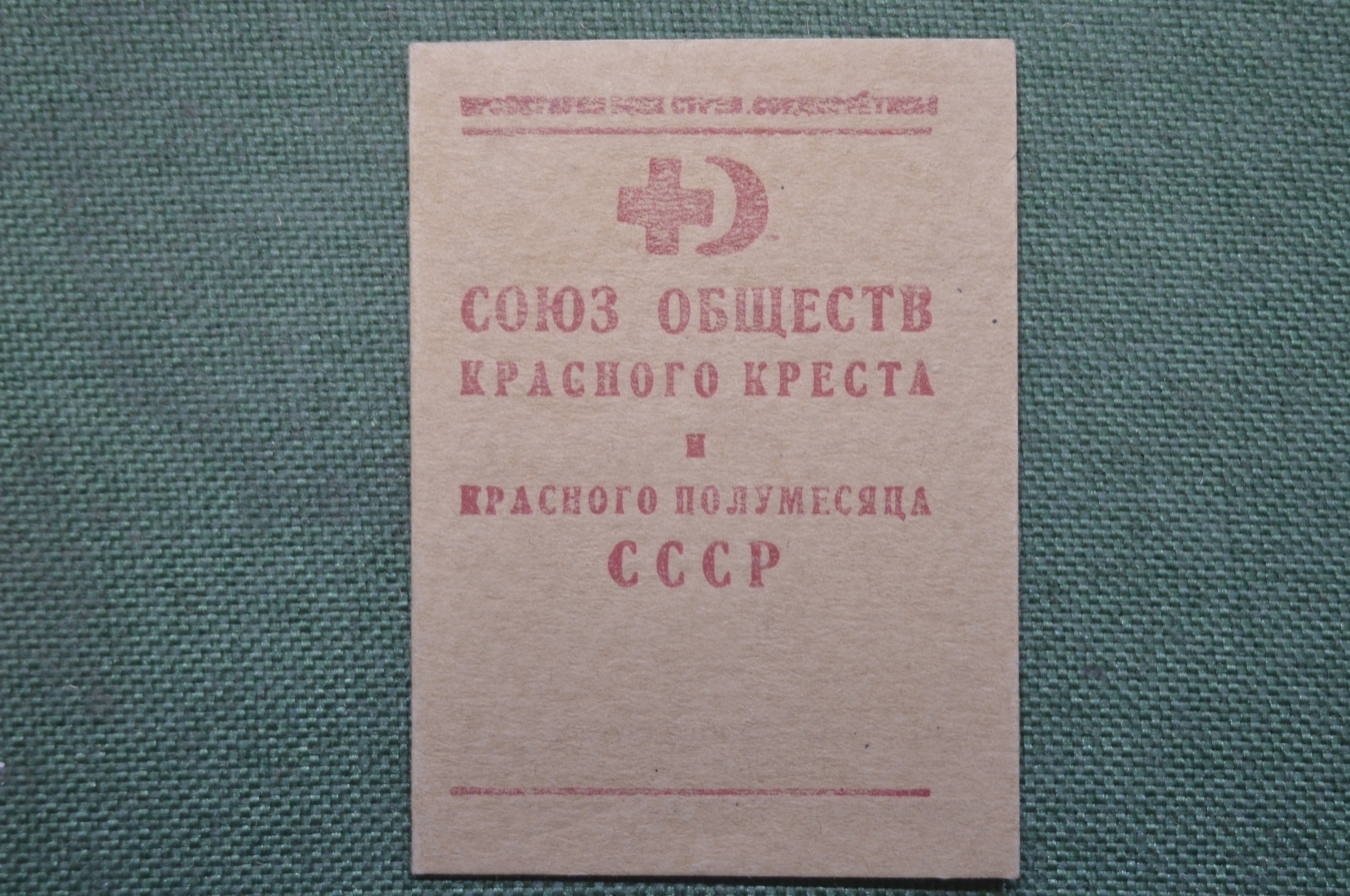 СОЮЗ ОБЩЕСТВ
КРАСНОГО КРЕСТА
И
КРАСНОГО ПОЛУМЕСЯЦА
СССР